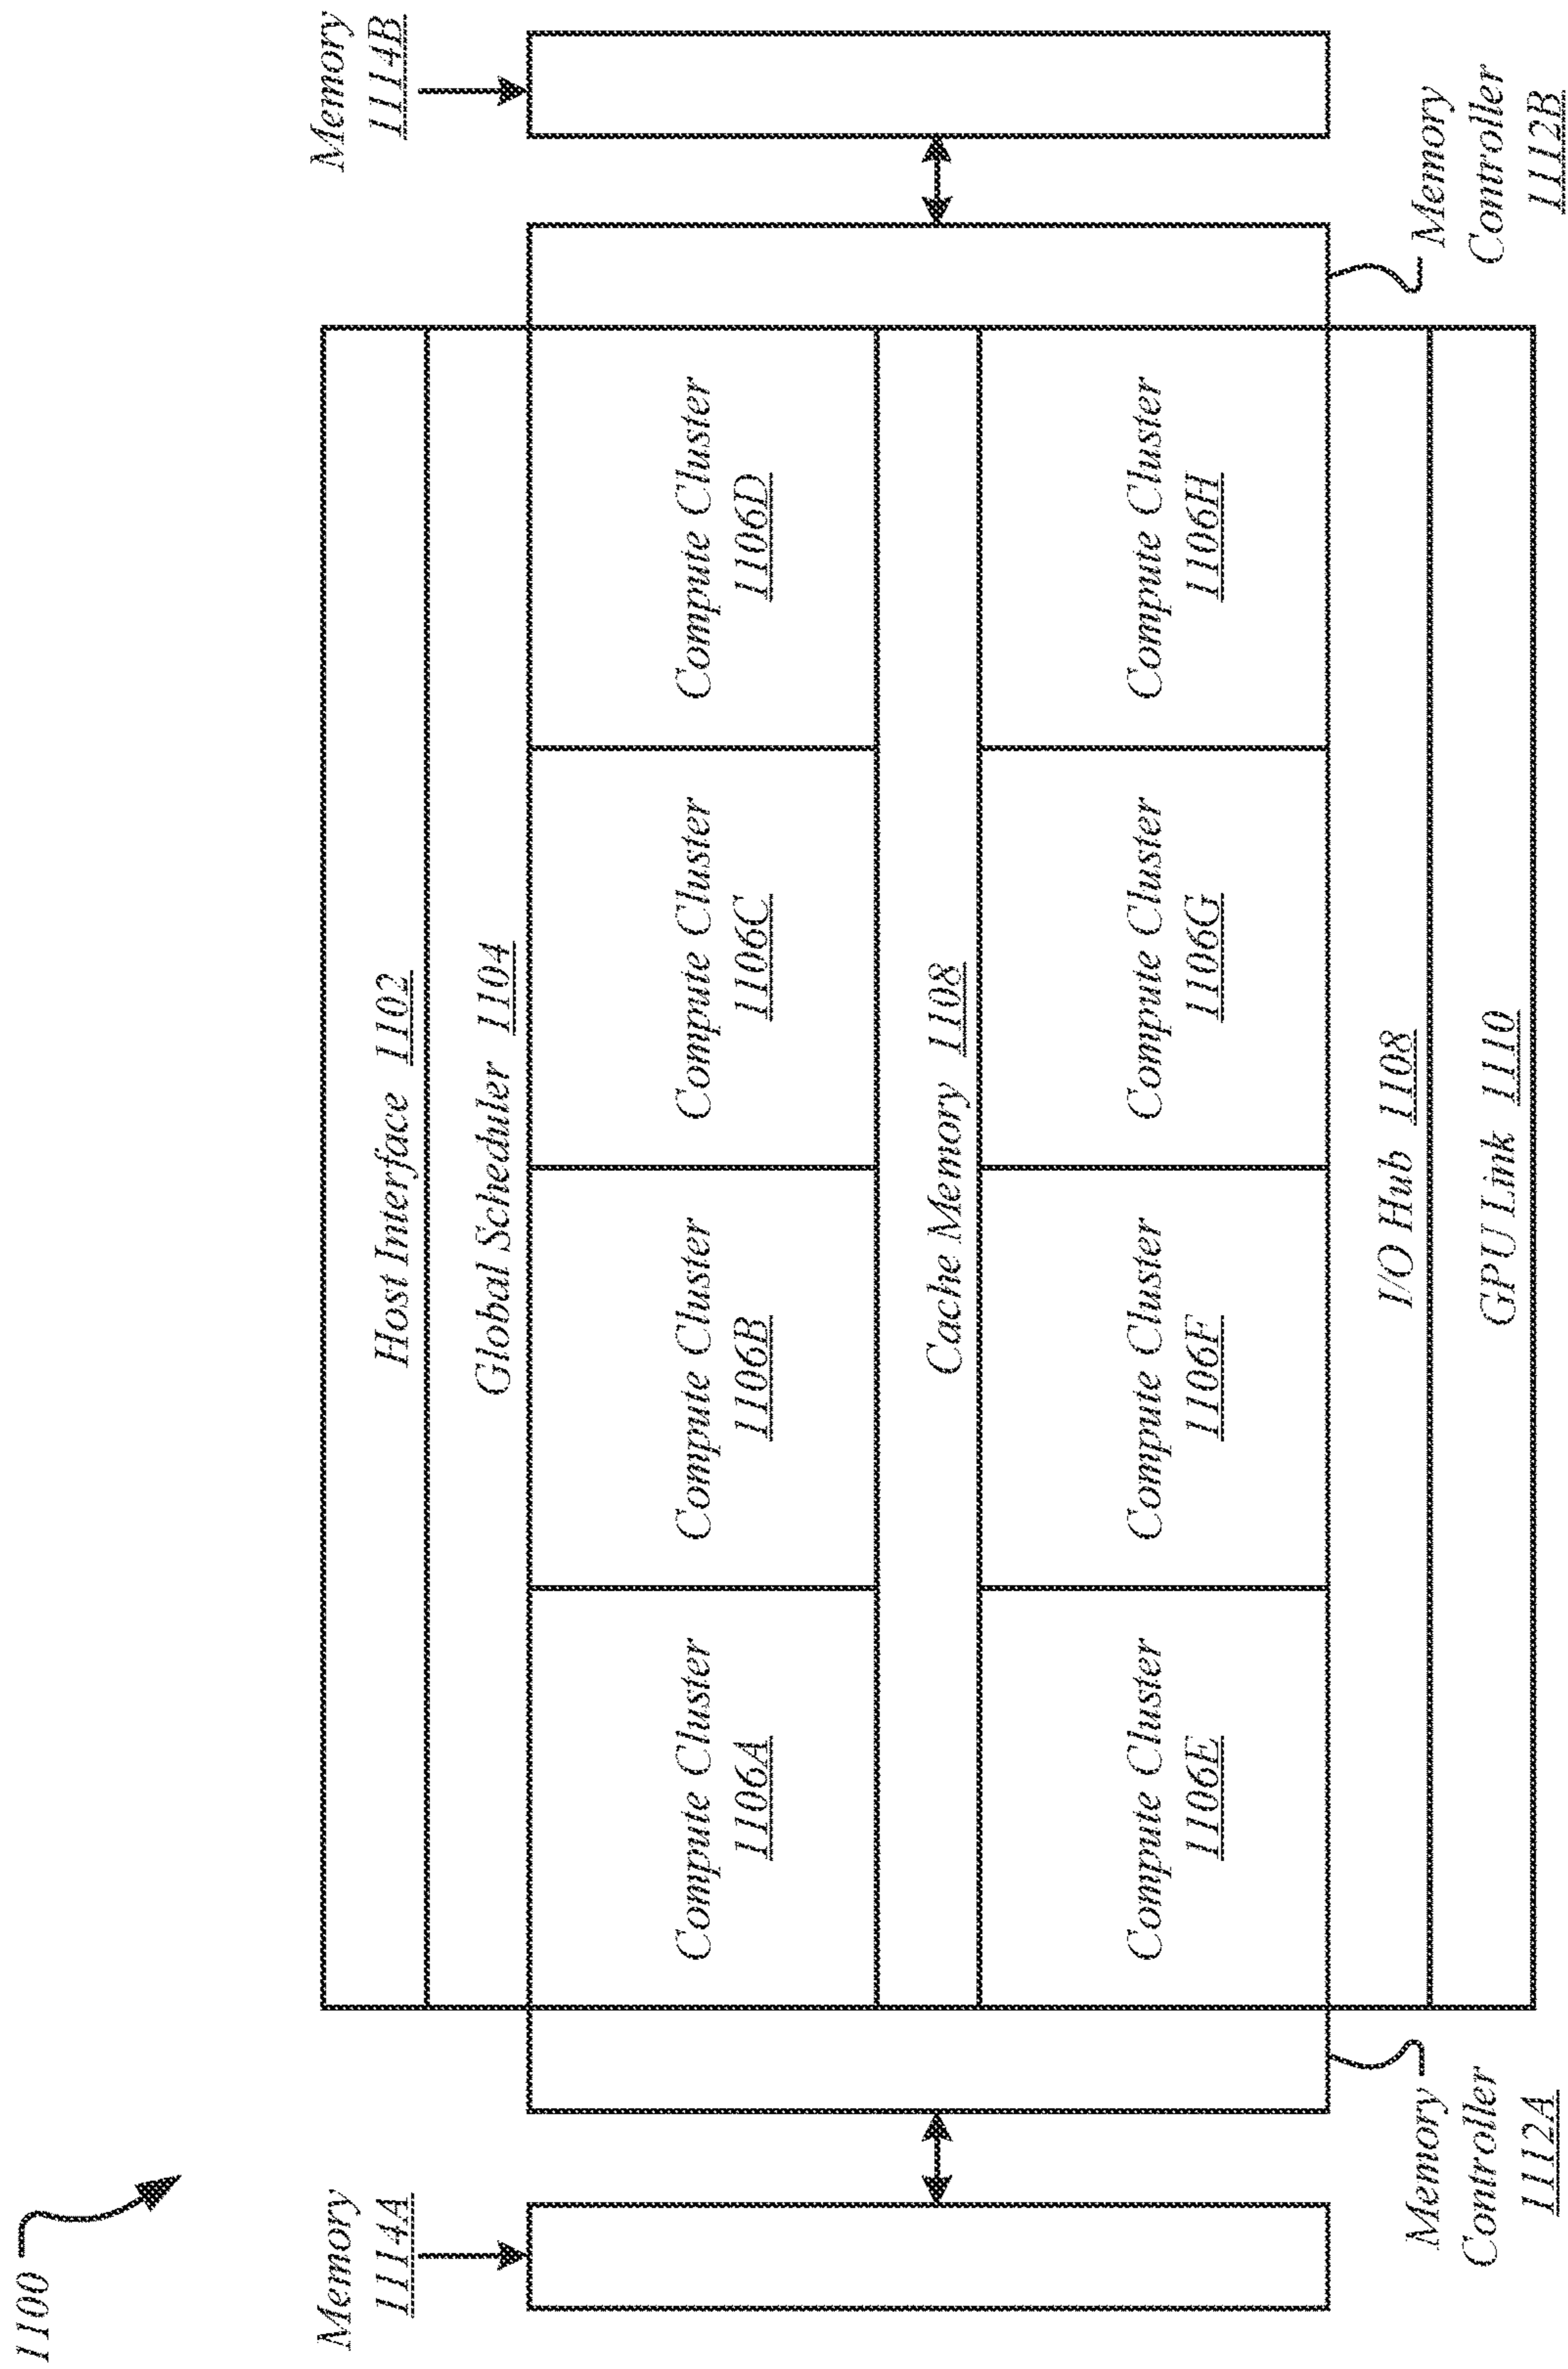 1100
Host Interface 1102
Global Scheduler 1104
Memory
1114A
Memory
1114B
Compute Cluster
1106A
Compute Cluster
1106B
Compute Cluster
1106C
Compute Cluster
1106D
Cache Memory 1108
Compute Cluster
1106E
Compute Cluster
1106F
Compute Cluster
1106G
Compute Cluster
1106H
I/O Hub 1108
GPU Link 1110
Memory
Controller
1112A
Memory
Controller
1112B